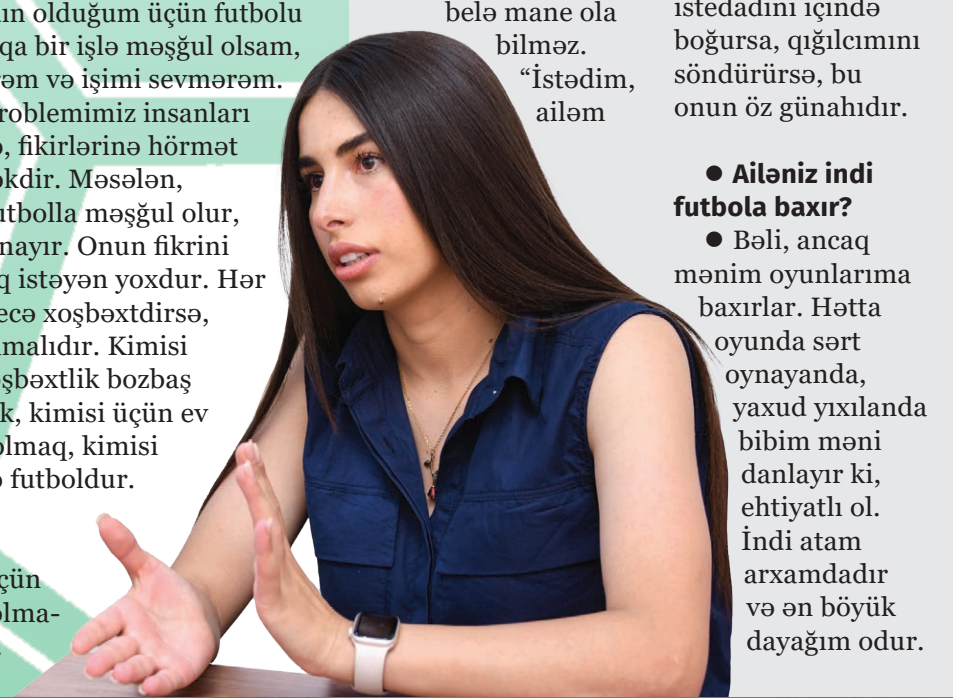 ın olduğum üçün futbolu
qa bir işlə məşğul olsam,
rəm və işimi sevmərəm.
roblemimiz insanları
ə, fikirlərinə hörmət
kdir. Məsələn,
utbolla məşğul olur,
nayır. Onun fikrini
q istəyən yoxdur. Hər
ecə xoşbəxtdirsə,
malıdır. Kimisi
şbəxtlik bozbaş
k, kimisi üçün ev
olmaq, kimisi
ə futboldur.
çün
olma-
belə mane ola
bilməz.
“İstədim,
ailəm
istedadını içində
boğursa, qığılcımını
söndürürsə, bu
onun öz günahıdır.
● Ailəniz indi
futbola baxır?
● Bəli, ancaq
mənim oyunlarıma
baxırlar. Hətta
oyunda sərt
oynayanda,
yaxud yıxılanda
bibim məni
danlayır ki,
ehtiyatlı ol.
İndi atam
arxamdadır
və ən böyük
dayağım odur.